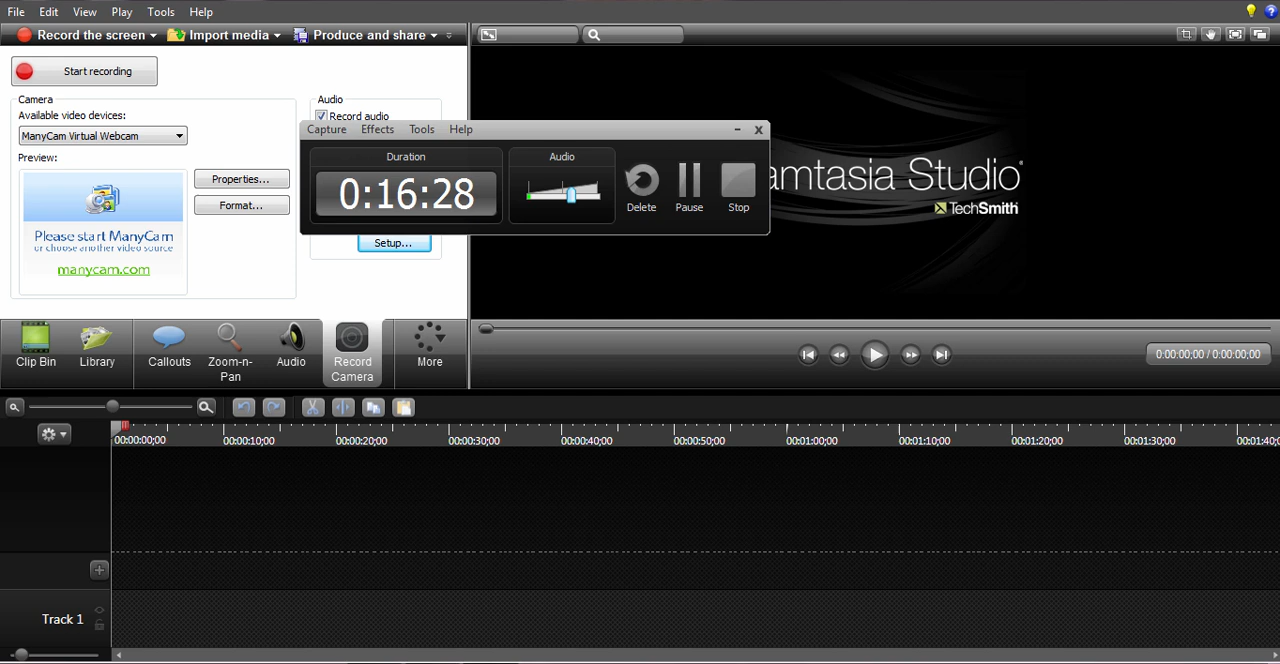 File Edit View Play Tools Help
Record the screen Import media Produce and share
Start recording
Camera
Available video devices:
ManyCam Virtual Webcam
Preview:
Please start ManyCam
or choose another video source
manycam.com
Properties...
Format...
Audio
Record audio
Setup...
Capture Effects Tools Help
Duration
0:16:28
Audio
Delete Pause Stop
amtasia Studio
TechSmith
Clip Bin Library Callouts Zoom-n-Pan Audio Record Camera More
0:00:00;00 / 0:00:00;00
00:00:00;00 00:00:10;00 00:00:20;00 00:00:30;00 00:00:40;00 00:00:50;00 00:01:00;00 00:01:10;00 00:01:20;00 00:01:30;00 00:01:40;0
Track 1